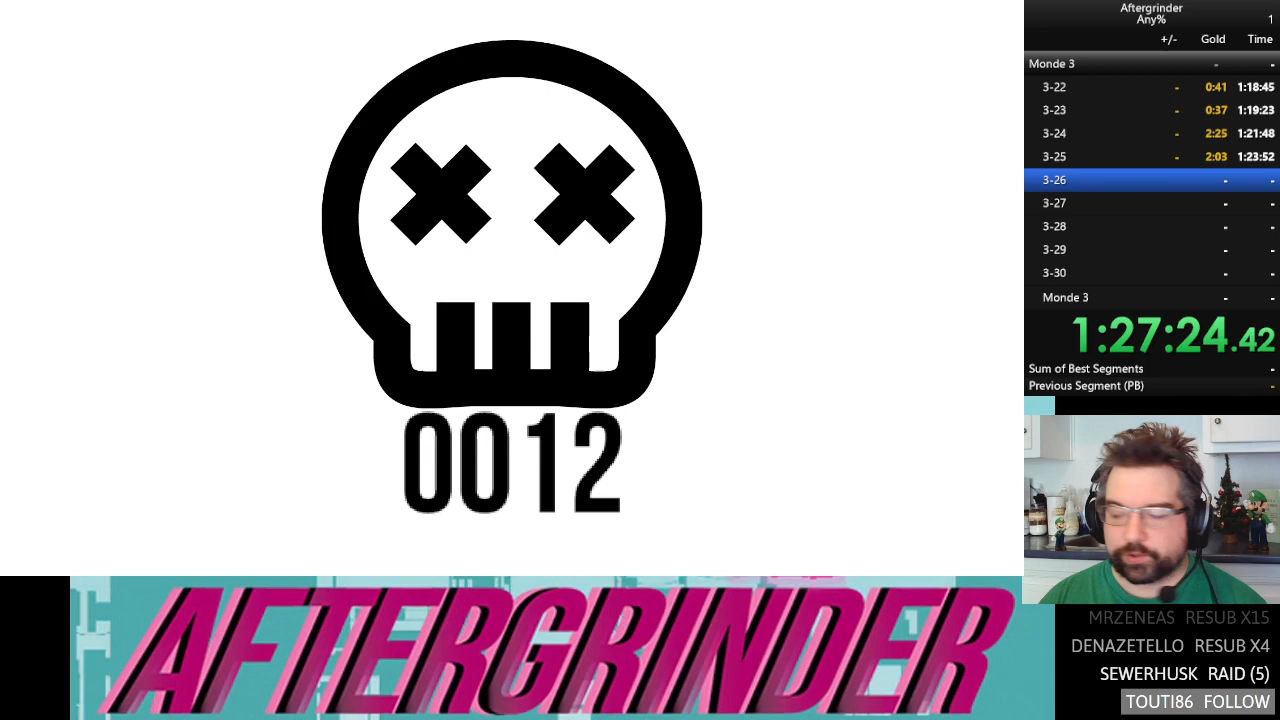 0012
AFTERGRINDER
Aftergrinder
Any% 1
+/- Gold Time
Monde 3 - -
3-22 - 0:41 1:18:45
3-23 - 0:37 1:19:23
3-24 - 2:25 1:21:48
3-25 - 2:03 1:23:52
3-26 - -
3-27 - -
3-28 - -
3-29 - -
3-30 - -
Monde 3 - -
1:27:24.42
Sum of Best Segments -
Previous Segment (PB) -
MRZENEAS RESUB X15
DENAZETELLO RESUB X4
SEWERHUSK RAID (5)
TOUTI86 FOLLOW